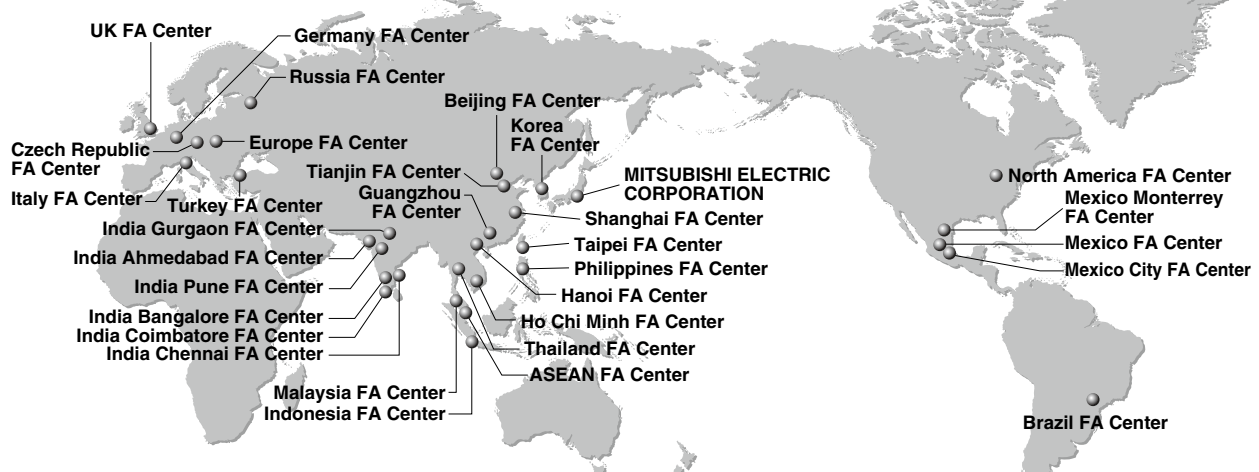 UK FA Center
Germany FA Center
Russia FA Center
Beijing FA Center
Korea
FA Center
Czech Republic
FA Center
Europe FA Center
Italy FA Center
Turkey FA Center
Tianjin FA Center
Guangzhou
FA Center
MITSUBISHI ELECTRIC
CORPORATION
Shanghai FA Center
India Gurgaon FA Center
India Ahmedabad FA Center
Taipei FA Center
India Pune FA Center
Philippines FA Center
Hanoi FA Center
India Bangalore FA Center
Ho Chi Minh FA Center
India Coimbatore FA Center
Thailand FA Center
India Chennai FA Center
ASEAN FA Center
Malaysia FA Center
Indonesia FA Center
North America FA Center
Mexico Monterrey
FA Center
Mexico FA Center
Mexico City FA Center
Brazil FA Center